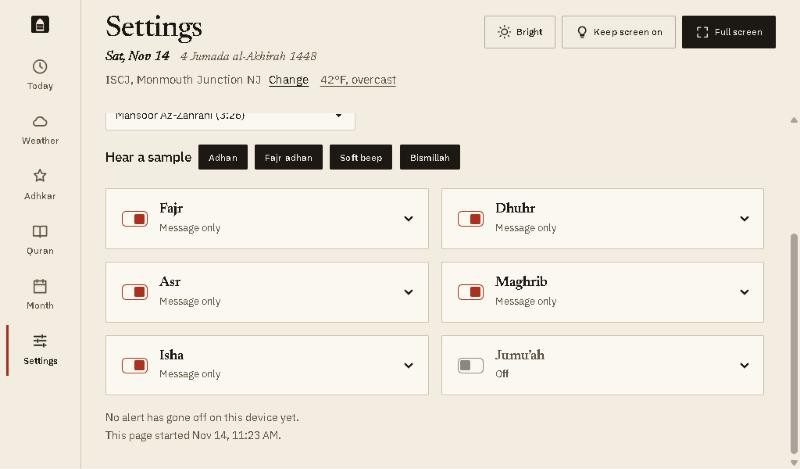 Settings
Sat, Nov 14 4 Jumada al-Akhirah 1448
ISCJ, Monmouth Junction NJ Change 42°F, overcast
Bright
Keep screen on
Full screen
Today
Weather
Adhkar
Quran
Month
Settings
Mansoor Az-Zahrani (3:26)
Hear a sample
Adhan
Fajr adhan
Soft beep
Bismillah
Fajr
Message only
Dhuhr
Message only
Asr
Message only
Maghrib
Message only
Isha
Message only
Jumu'ah
Off
No alert has gone off on this device yet.
This page started Nov 14, 11:23 AM.